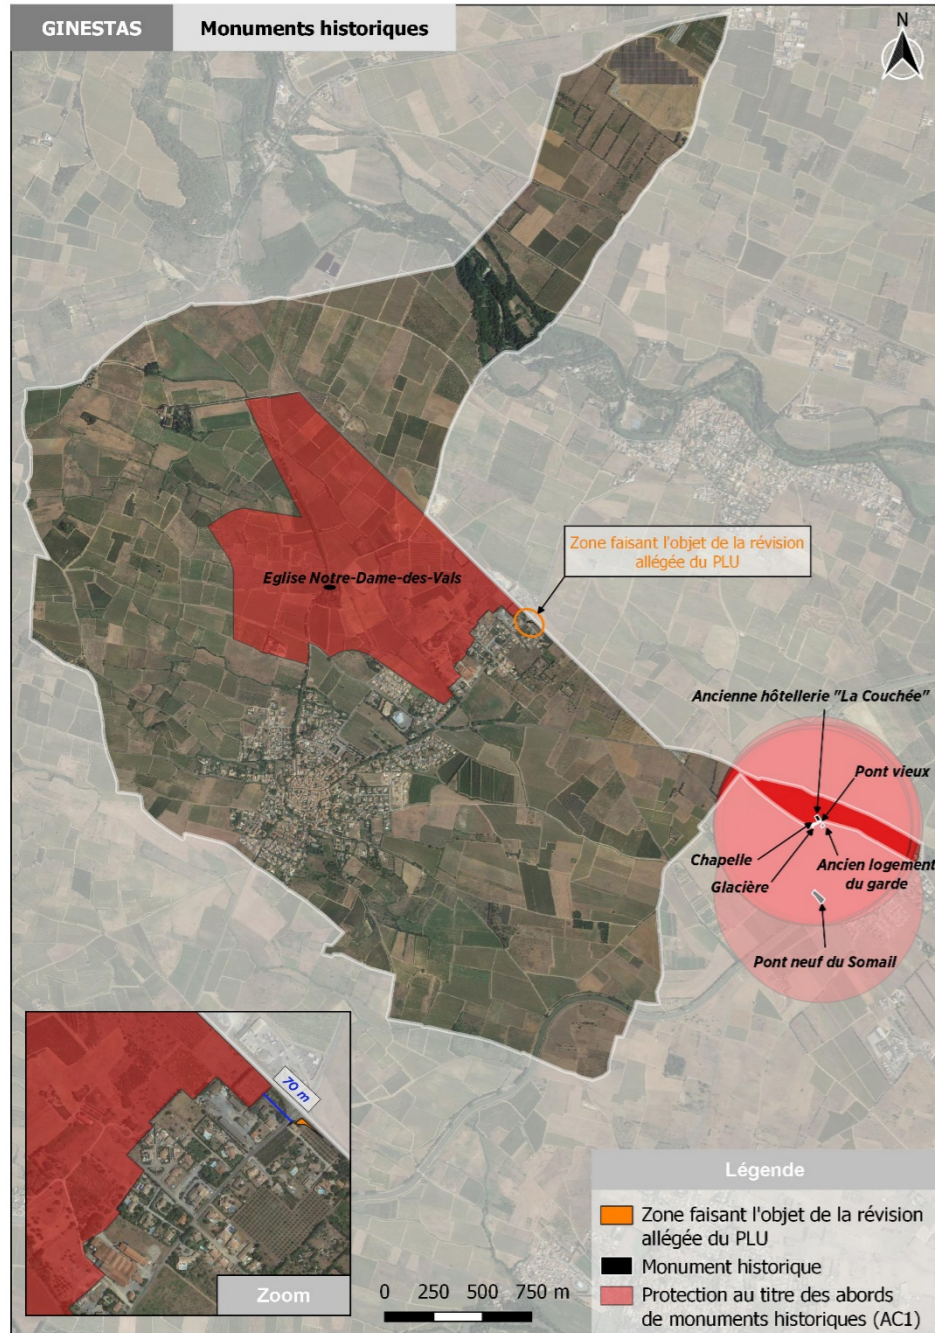 GINESTAS
Monuments historiques
N
Zone faisant l'objet de la révision
allégée du PLU
Eglise Notre-Dame-des-Vals
Ancienne hôtellerie "La Couchée"
Pont vieux
Chapelle
Ancien logement
du garde
Glacière
Pont neuf du Somail
70 m
Zoom
0 250 500 750 m
Légende
Zone faisant l'objet de la révision
allégée du PLU
Monument historique
Protection au titre des abords
de monuments historiques (AC1)